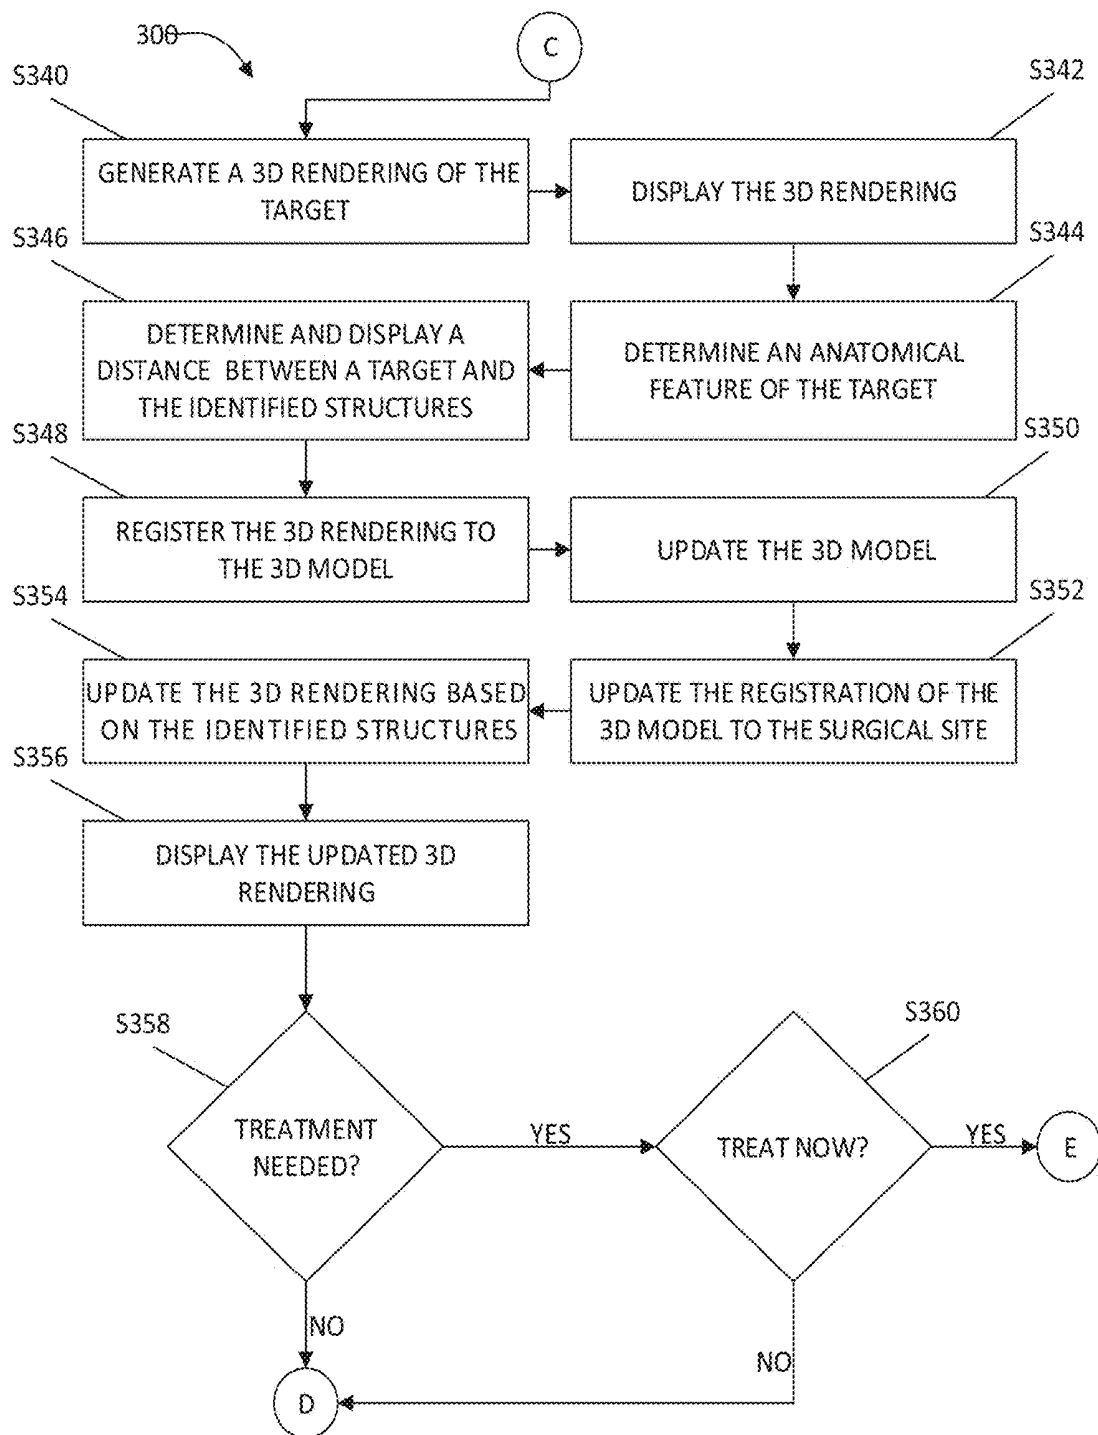 300
C
S340
S342
GENERATE A 3D RENDERING OF THE
TARGET
DISPLAY THE 3D RENDERING
S346
S344
DETERMINE AND DISPLAY A
DISTANCE BETWEEN A TARGET AND
THE IDENTIFIED STRUCTURES
DETERMINE AN ANATOMICAL
FEATURE OF THE TARGET
S348
S350
REGISTER THE 3D RENDERING TO
THE 3D MODEL
UPDATE THE 3D MODEL
S354
S352
UPDATE THE 3D RENDERING BASED
ON THE IDENTIFIED STRUCTURES
UPDATE THE REGISTRATION OF THE
3D MODEL TO THE SURGICAL SITE
S356
DISPLAY THE UPDATED 3D
RENDERING
S358
S360
TREATMENT
NEEDED?
YES
TREAT NOW?
YES
E
NO
NO
D